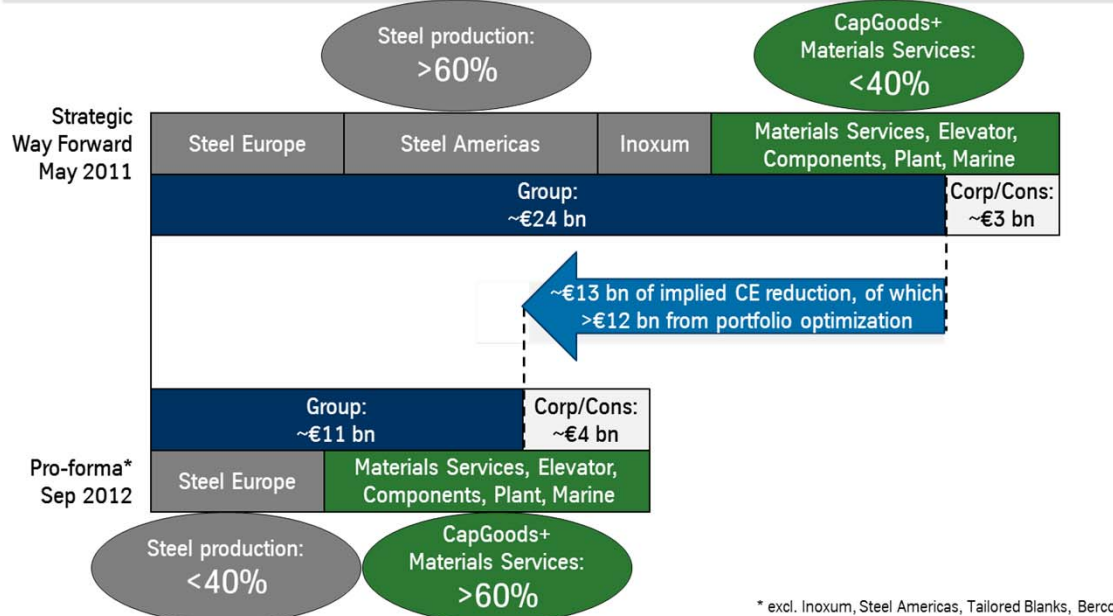 Steel production:
>60%
CapGoods+
Materials Services:
<40%
Strategic
Way Forward
May 2011
Steel Europe
Steel Americas
Inoxum
Materials Services, Elevator,
Components, Plant, Marine
Group:
~€24 bn
Corp/Cons:
~€3 bn
~€13 bn of implied CE reduction, of which
>€12 bn from portfolio optimization
Group:
~€11 bn
Corp/Cons:
~€4 bn
Pro-forma*
Sep 2012
Steel Europe
Materials Services, Elevator,
Components, Plant, Marine
Steel production:
<40%
CapGoods+
Materials Services:
>60%
* excl. Inoxum, Steel Americas, Tailored Blanks, Berco